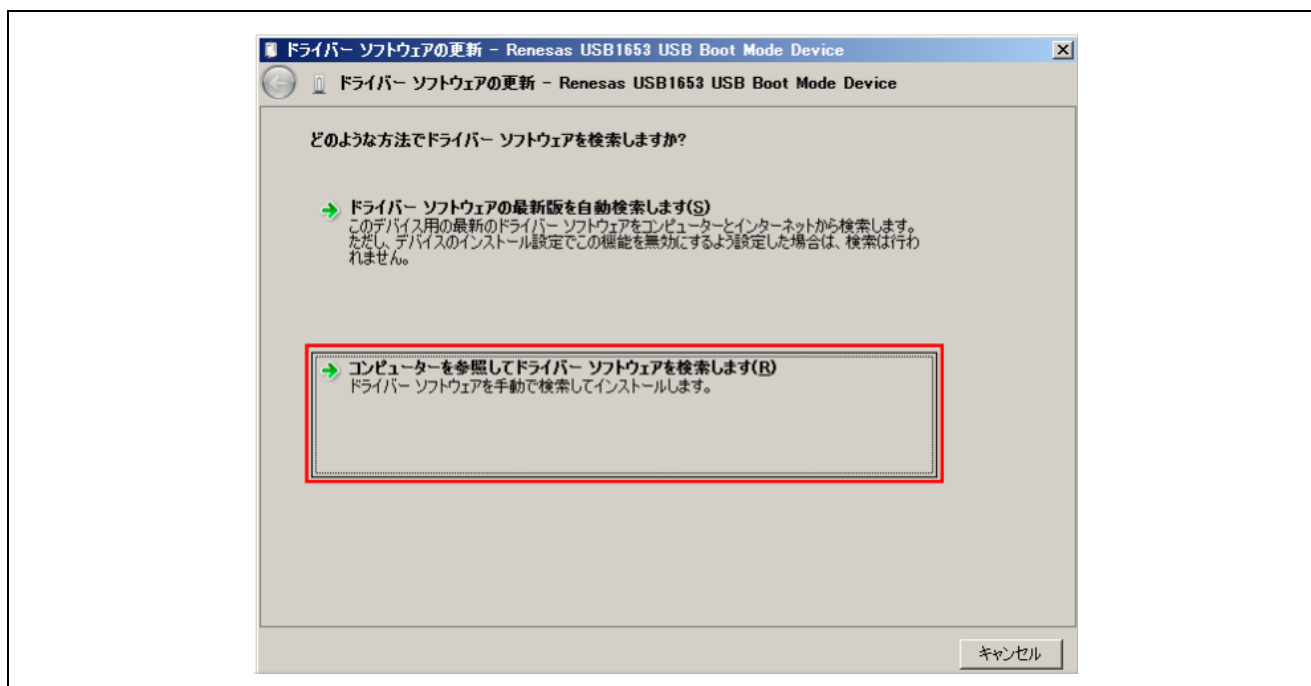 ドライバー ソフトウェアの更新 - Renesas USB1653 USB Boot Mode Device
ドライバー ソフトウェアの更新 - Renesas USB1653 USB Boot Mode Device
どのような方法でドライバー ソフトウェアを検索しますか?
ドライバー ソフトウェアの最新版を自動検索します(S)
このデバイス用の最新のドライバー ソフトウェアをコンピューターとインターネットから検索します。
ただし、デバイスのインストール設定でこの機能を無効にするよう設定した場合は、検索は行わ
れません。
コンピューターを参照してドライバー ソフトウェアを検索します(R)
ドライバー ソフトウェアを手動で検索してインストールします。
キャンセル